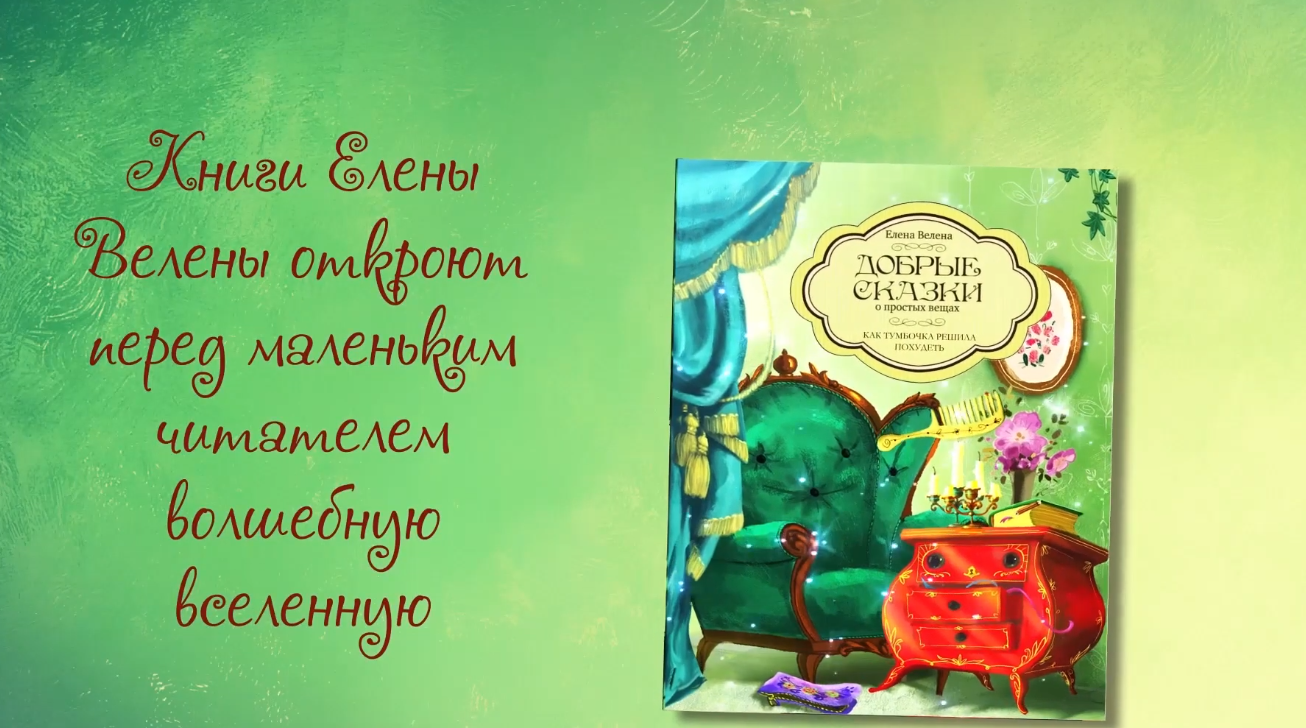 Книги Елены
Велены откроют
перед маленьким
читателем
волшебную
вселенную
Елена Велена
ДОБРЫЕ
СКАЗКИ
о простых вещах
КАК ТУМБОЧКА РЕШИЛА
ПОХУДЕТЬ